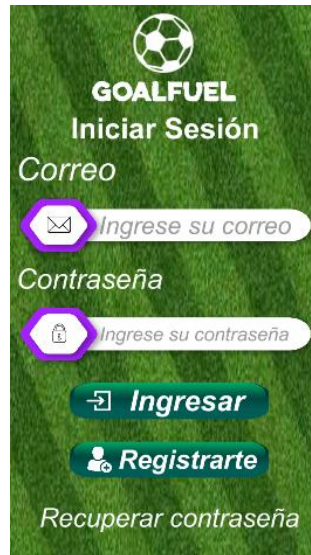 GOALFUEL
Iniciar Sesión
Correo
Ingrese su correo
Contraseña
Ingrese su contraseña
Ingresar
Registrarte
Recuperar contraseña